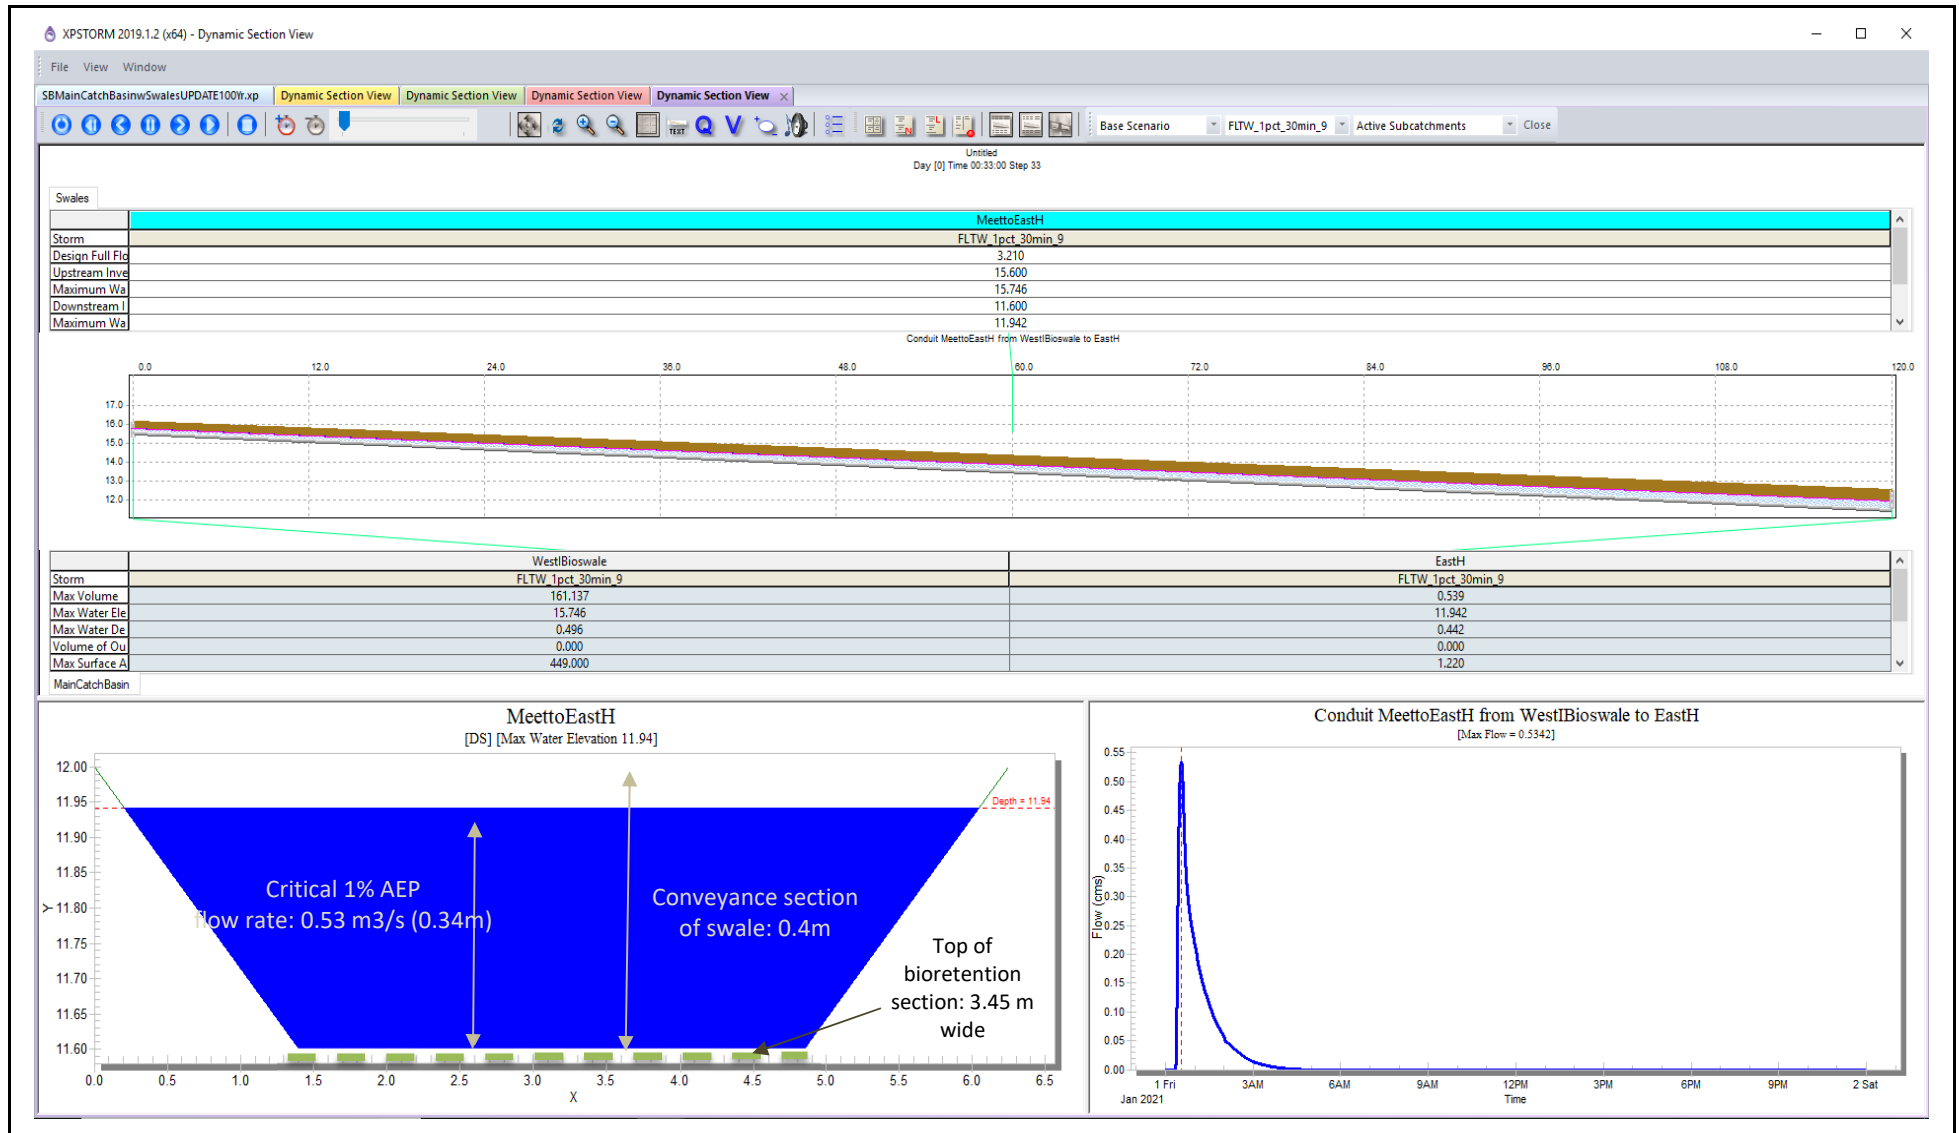 XPSTORM 2019.1.2 (x64) - Dynamic Section View
File View Window
SBMainCatchBasinwSwalesUPDATE100Yr.xp Dynamic Section View Dynamic Section View Dynamic Section View Dynamic Section View
TEXT Q V Base Scenario FLTW_1pct_30min_9 Active Subcatchments Close
Untitled
Day [0] Time 00:33:00 Step 33
Swales
MeettoEastH
Storm FLTW_1pct_30min_9
Design Full Flo 3.210
Upstream Inve 15.600
Maximum Wa 15.746
Downstream I 11.600
Maximum Wa 11.942
Conduit MeettoEastH from WestIBioswale to EastH
0.0 12.0 24.0 36.0 48.0 60.0 72.0 84.0 96.0 108.0 120.0
17.0
16.0
15.0
14.0
13.0
12.0
WestIBioswale EastH
Storm FLTW_1pct_30min_9 FLTW_1pct_30min_9
Max Volume 161.137 0.539
Max Water Ele 15.746 11.942
Max Water De 0.496 0.442
Volume of Ou 0.000 0.000
Max Surface A 449.000 1.220
MainCatchBasin
MeettoEastH
[DS] [Max Water Elevation 11.94]
12.00
11.95
11.90
11.85
11.80
11.75
11.70
11.65
11.60
Y
Depth = 11.94
Critical 1% AEP
flow rate: 0.53 m3/s (0.34m)
Conveyance section
of swale: 0.4m
Top of
bioretention
section: 3.45 m
wide
0.0 0.5 1.0 1.5 2.0 2.5 3.0 3.5 4.0 4.5 5.0 5.5 6.0 6.5
X
Conduit MeettoEastH from WestIBioswale to EastH
[Max Flow = 0.5342]
0.55
0.50
0.45
0.40
0.35
0.30
0.25
0.20
0.15
0.10
0.05
0.00
Flow (cms)
1 Fri 3AM 6AM 9AM 12PM 3PM 6PM 9PM 2 Sat
Jan 2021 Time